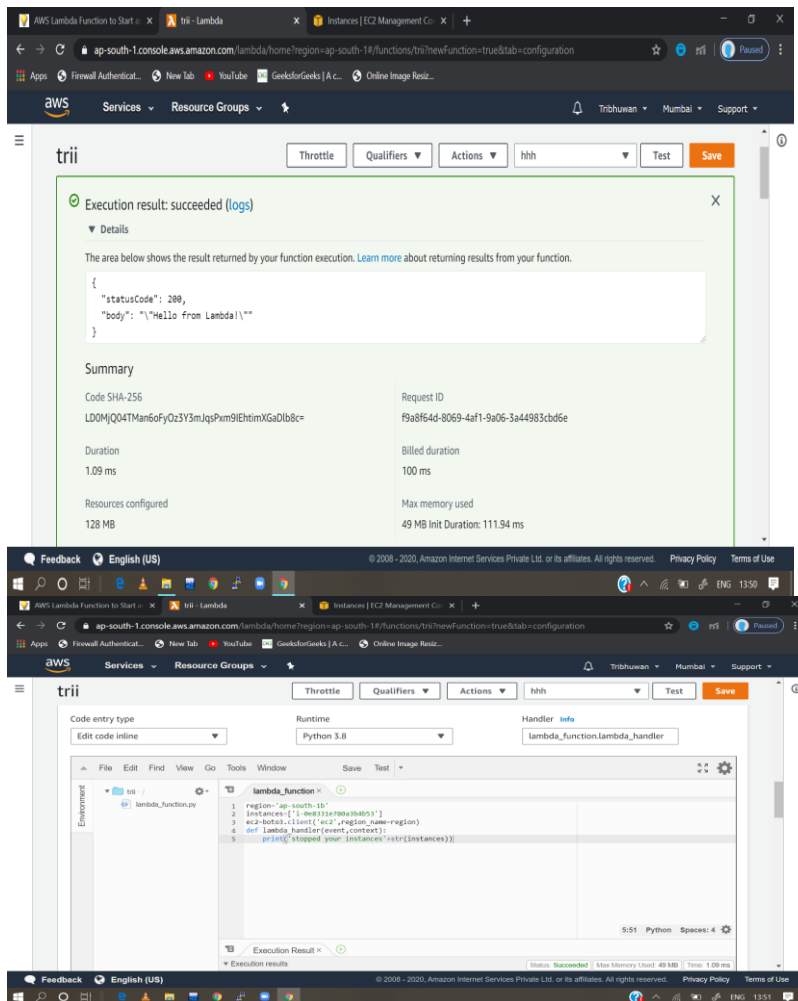 AWS Lambda Function to Start a
trii - Lambda
Instances | EC2 Management Co
ap-south-1.console.aws.amazon.com/lambda/home?region=ap-south-1#/functions/trii?newFunction=true&tab=configuration
Paused
Apps Firewall Authenticat... New Tab YouTube GeeksforGeeks | A c... Online Image Resiz...
aws Services Resource Groups Tribhuwan Mumbai Support
trii Throttle Qualifiers Actions hhh Test Save
Execution result: succeeded (logs)
Details
The area below shows the result returned by your function execution. Learn more about returning results from your function.
{
"statusCode": 200,
"body": "\"Hello from Lambda!\""
}
Summary
Code SHA-256 Request ID
LD0MjQ04TMan6oFyOz3Y3mJqsPxm9IEhtimXGaDlb8c= f9a8f64d-8069-4af1-9a06-3a44983cbd6e
Duration Billed duration
1.09 ms 100 ms
Resources configured Max memory used
128 MB 49 MB Init Duration: 111.94 ms
Feedback English (US) © 2008 - 2020, Amazon Internet Services Private Ltd. or its affiliates. All rights reserved. Privacy Policy Terms of Use
ENG 13:50
AWS Lambda Function to Start a
trii - Lambda
Instances | EC2 Management Co
ap-south-1.console.aws.amazon.com/lambda/home?region=ap-south-1#/functions/trii?newFunction=true&tab=configuration
Paused
Apps Firewall Authenticat... New Tab YouTube GeeksforGeeks | A c... Online Image Resiz...
aws Services Resource Groups Tribhuwan Mumbai Support
trii Throttle Qualifiers Actions hhh Test Save
Code entry type Runtime Handler Info
Edit code inline Python 3.8 lambda_function.lambda_handler
File Edit Find View Go Tools Window Save Test
Environment
trii - /
lambda_function.py
lambda_function
1 region='ap-south-1b'
2 instances=['i-0e8331e700a3b4b53']
3 ec2=boto3.client('ec2',region_name=region)
4 def lambda_handler(event,context):
5 print('stopped your instances'+str(instances))
5:51 Python Spaces: 4
Execution Result
Execution results Status: Succeeded Max Memory Used: 49 MB Time: 1.09 ms
Feedback English (US) © 2008 - 2020, Amazon Internet Services Private Ltd. or its affiliates. All rights reserved. Privacy Policy Terms of Use
ENG 13:51